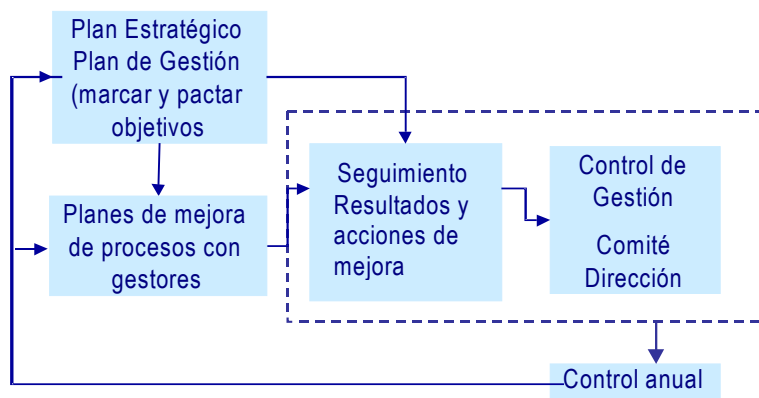 Plan Estratégico
Plan de Gestión
(marcar y pactar
objetivos
Planes de mejora
de procesos con
gestores
Seguimiento
Resultados y
acciones de
mejora
Control de
Gestión
Comité
Dirección
Control anual